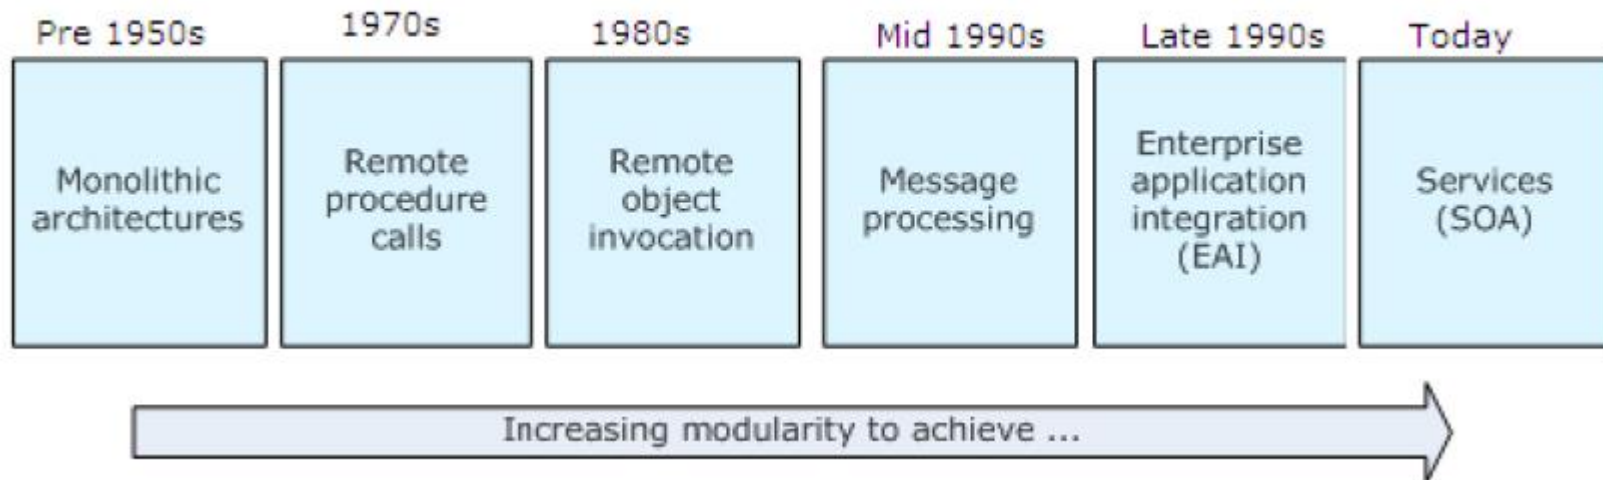 Pre 1950s
1970s
1980s
Mid 1990s
Late 1990s
Today
Monolithic
architectures
Remote
procedure
calls
Remote
object
invocation
Message
processing
Enterprise
application
integration
(EAI)
Services
(SOA)
Increasing modularity to achieve ...